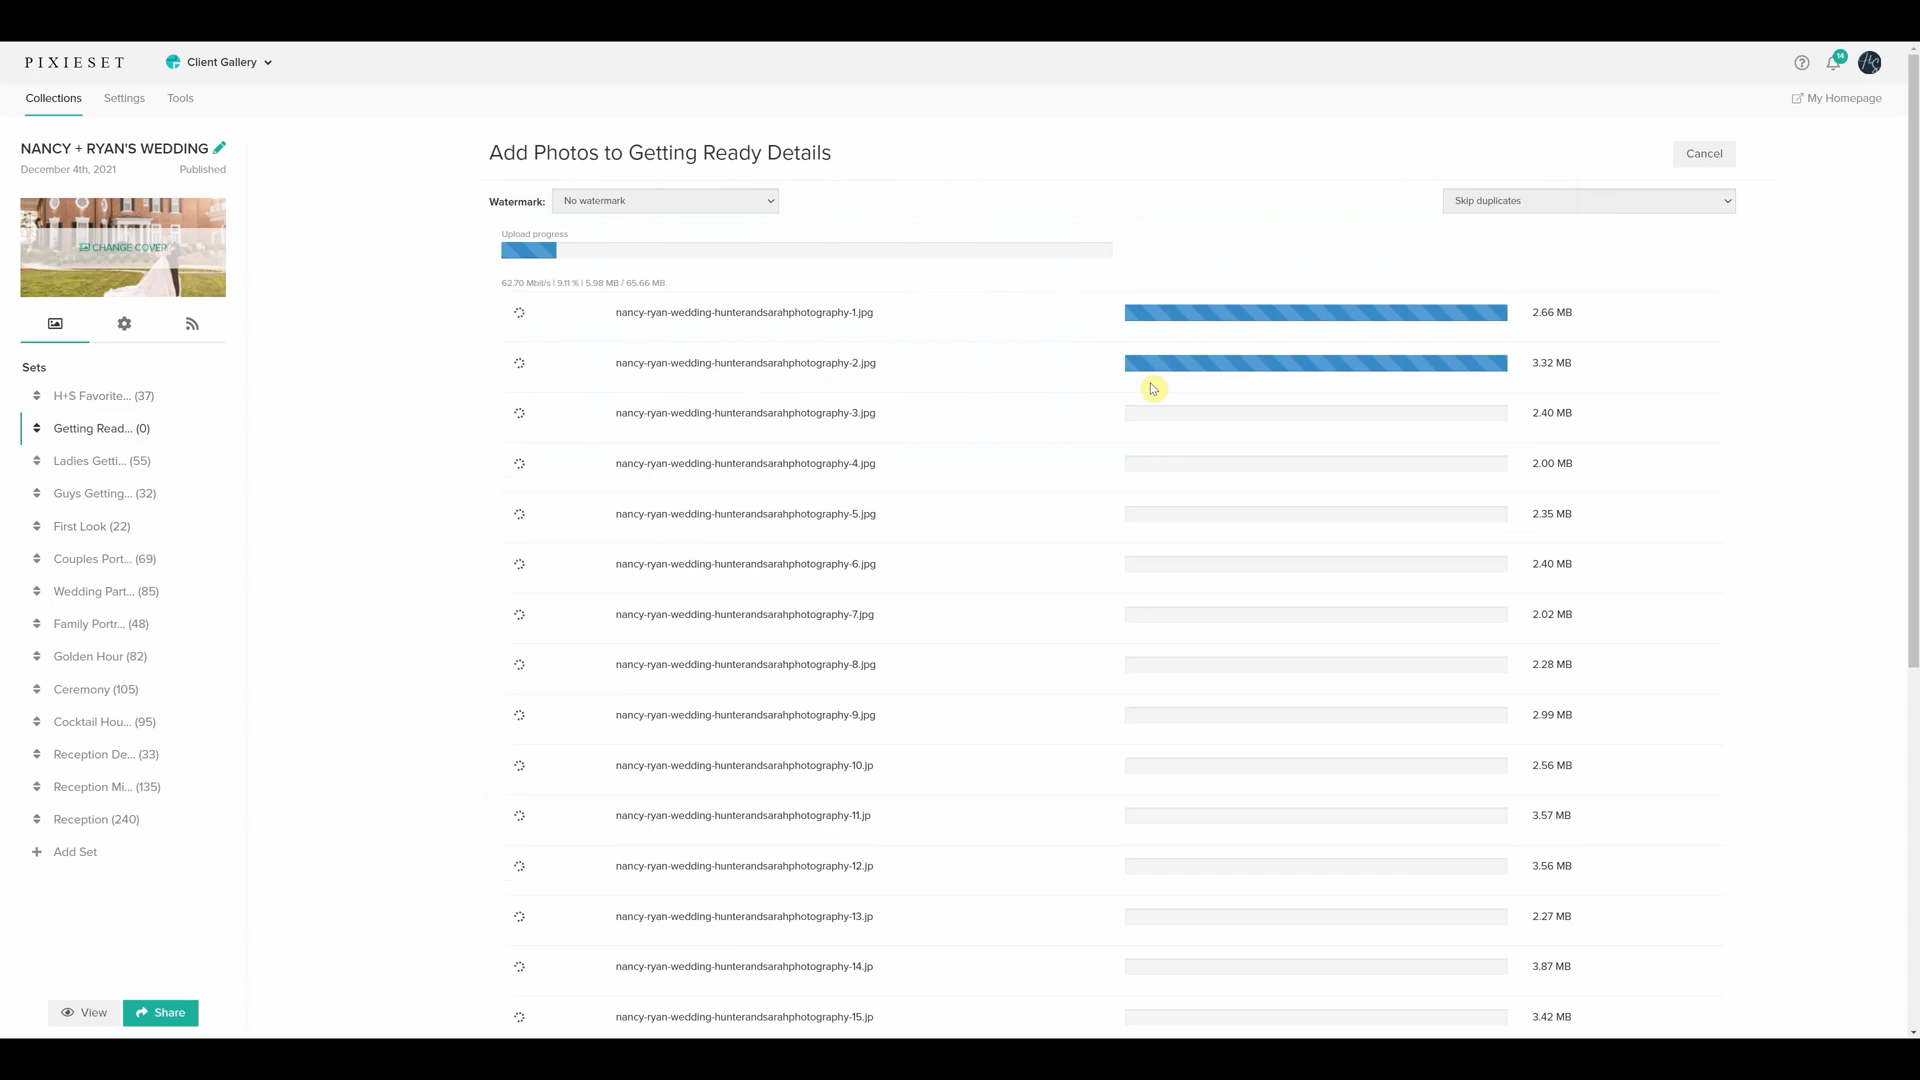 PIXIESET
Client Gallery
14
Collections
Settings
Tools
My Homepage
NANCY + RYAN'S WEDDING
December 4th, 2021
Published
CHANGE COVER
Sets
H+S Favorite... (37)
Getting Read... (0)
Ladies Getti... (55)
Guys Getting... (32)
First Look (22)
Couples Port... (69)
Wedding Part... (85)
Family Portr... (48)
Golden Hour (82)
Ceremony (105)
Cocktail Hou... (95)
Reception De... (33)
Reception Mi... (135)
Reception (240)
Add Set
View
Share
Add Photos to Getting Ready Details
Cancel
Watermark:
No watermark
Skip duplicates
Upload progress
62.70 Mbit/s | 9.11 % | 5.98 MB / 65.66 MB
nancy-ryan-wedding-hunterandsarahphotography-1.jpg 2.66 MB
nancy-ryan-wedding-hunterandsarahphotography-2.jpg 3.32 MB
nancy-ryan-wedding-hunterandsarahphotography-3.jpg 2.40 MB
nancy-ryan-wedding-hunterandsarahphotography-4.jpg 2.00 MB
nancy-ryan-wedding-hunterandsarahphotography-5.jpg 2.35 MB
nancy-ryan-wedding-hunterandsarahphotography-6.jpg 2.40 MB
nancy-ryan-wedding-hunterandsarahphotography-7.jpg 2.02 MB
nancy-ryan-wedding-hunterandsarahphotography-8.jpg 2.28 MB
nancy-ryan-wedding-hunterandsarahphotography-9.jpg 2.99 MB
nancy-ryan-wedding-hunterandsarahphotography-10.jp 2.56 MB
nancy-ryan-wedding-hunterandsarahphotography-11.jp 3.57 MB
nancy-ryan-wedding-hunterandsarahphotography-12.jp 3.56 MB
nancy-ryan-wedding-hunterandsarahphotography-13.jp 2.27 MB
nancy-ryan-wedding-hunterandsarahphotography-14.jp 3.87 MB
nancy-ryan-wedding-hunterandsarahphotography-15.jp 3.42 MB